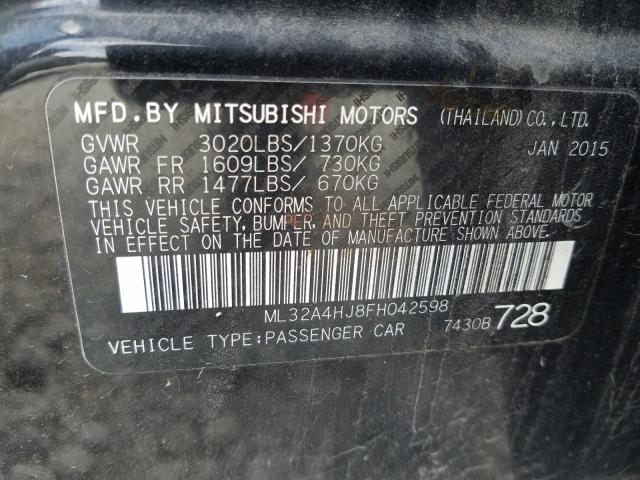 MFD.BY MITSUBISHI MOTORS (THAILAND)CO.,LTD.
GVWR 3020LBS/1370KG JAN 2015
GAWR FR 1609LBS/ 730KG
GAWR RR 1477LBS/ 670KG
THIS VEHICLE CONFORMS TO ALL APPLICABLE FEDERAL MOTOR
VEHICLE SAFETY, BUMPER, AND THEFT PREVENTION STANDARDS
IN EFFECT ON THE DATE OF MANUFACTURE SHOWN ABOVE.
ML32A4HJ8FH042598
VEHICLE TYPE:PASSENGER CAR 7430B 728